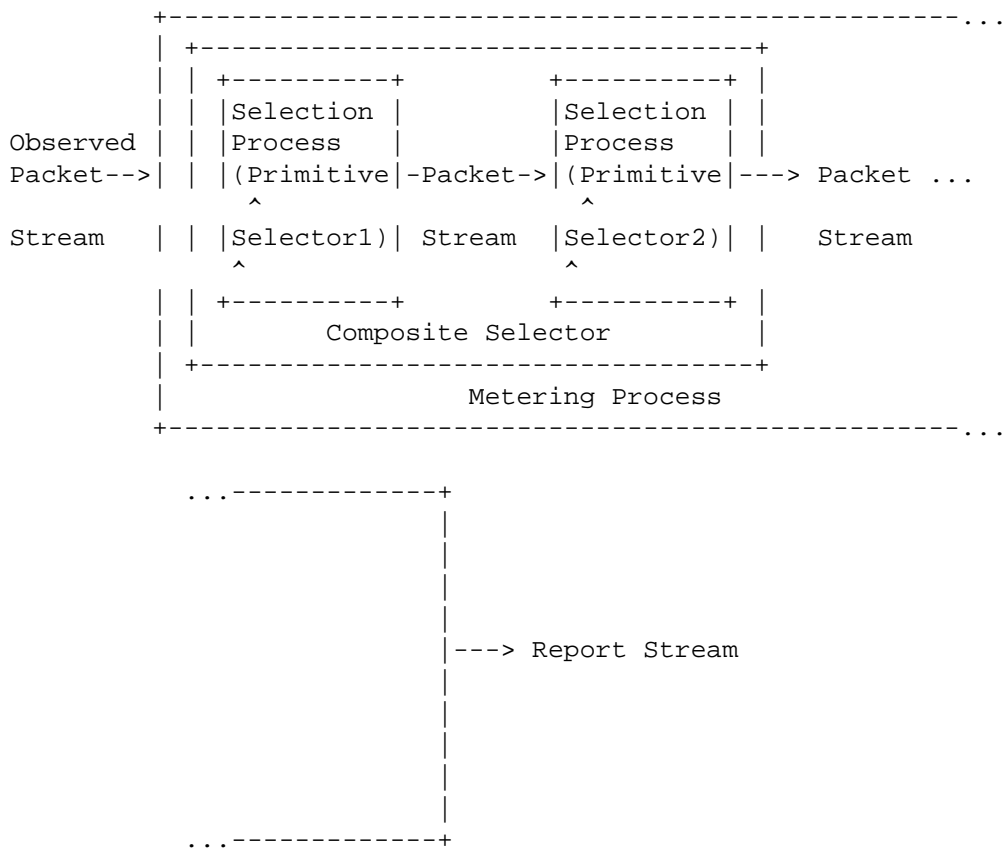 +--------------------------------------------------...
| +-----------------------------------+
| | +----------+         +----------+ |
| | |Selection |         |Selection | |
Observed | | |Process   |         |Process   | |
Packet-->| | |(Primitive|-Packet->|(Primitive|---> Packet ...
^                    ^
Stream   | | |Selector1)| Stream  |Selector2)| |   Stream
^                    ^
| | +----------+         +----------+ |
| |        Composite Selector         |
| +-----------------------------------+
|                   Metering Process
+--------------------------------------------------...
...-------------+
|
|
|
|
|---> Report Stream
|
|
|
|
|
...-------------+